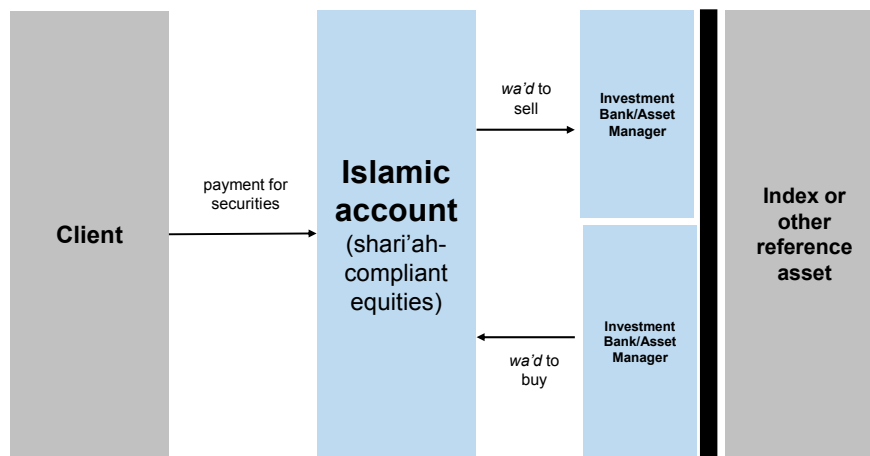 Client
payment for
securities
Islamic
account
(shari’ah-
compliant
equities)
wa’d to
sell
Investment
Bank/Asset
Manager
wa’d to
buy
Investment
Bank/Asset
Manager
Index or
other
reference
asset